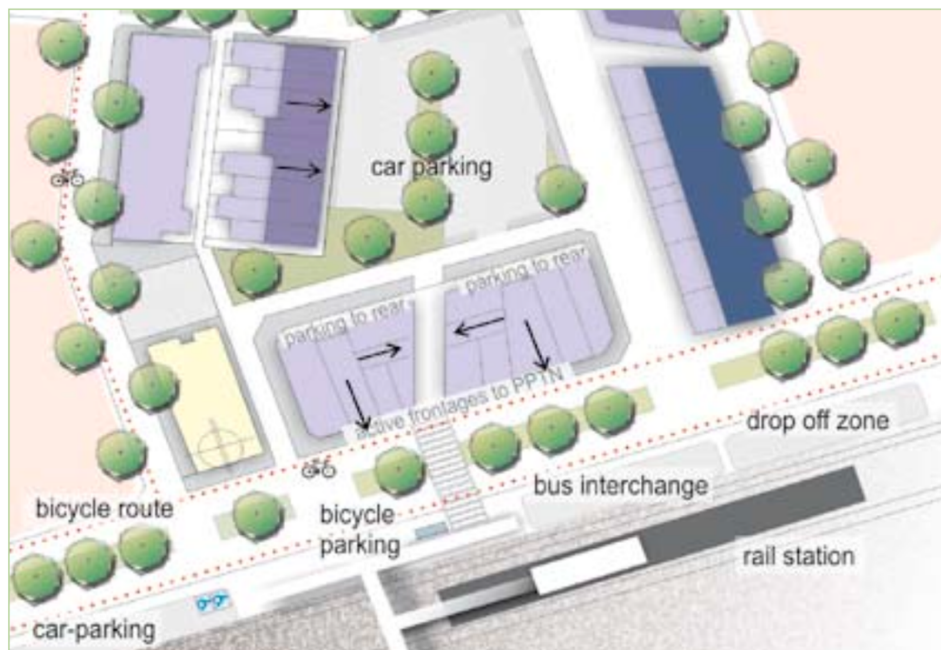 car parking
parking to rear
parking to rear
active frontages to PPTN
drop off zone
bus interchange
bicycle route
bicycle
parking
rail station
car-parking